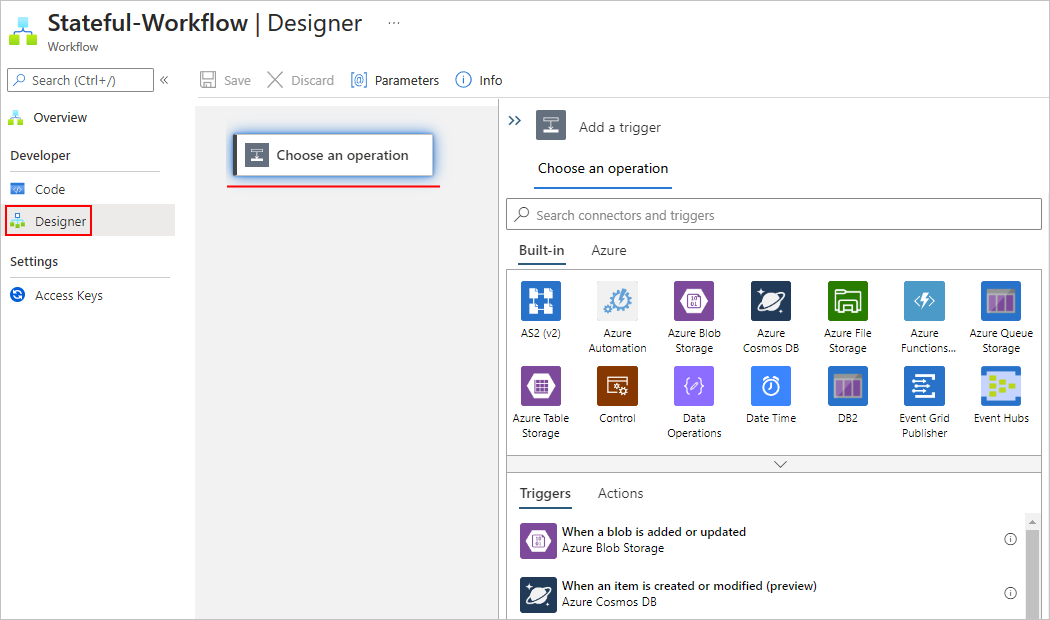 Stateful-Workflow | Designer ...
Workflow
Search (Ctrl+/) «
Save Discard [@] Parameters Info
Overview
Developer
Code
Designer
Settings
Access Keys
Choose an operation
Add a trigger
Choose an operation
Search connectors and triggers
Built-in Azure
AS2 (v2)
Azure
Automation
Azure Blob
Storage
Azure
Cosmos DB
Azure File
Storage
Azure
Functions...
Azure Queue
Storage
Azure Table
Storage
Control
Data
Operations
Date Time
DB2
Event Grid
Publisher
Event Hubs
Triggers Actions
When a blob is added or updated
Azure Blob Storage
When an item is created or modified (preview)
Azure Cosmos DB